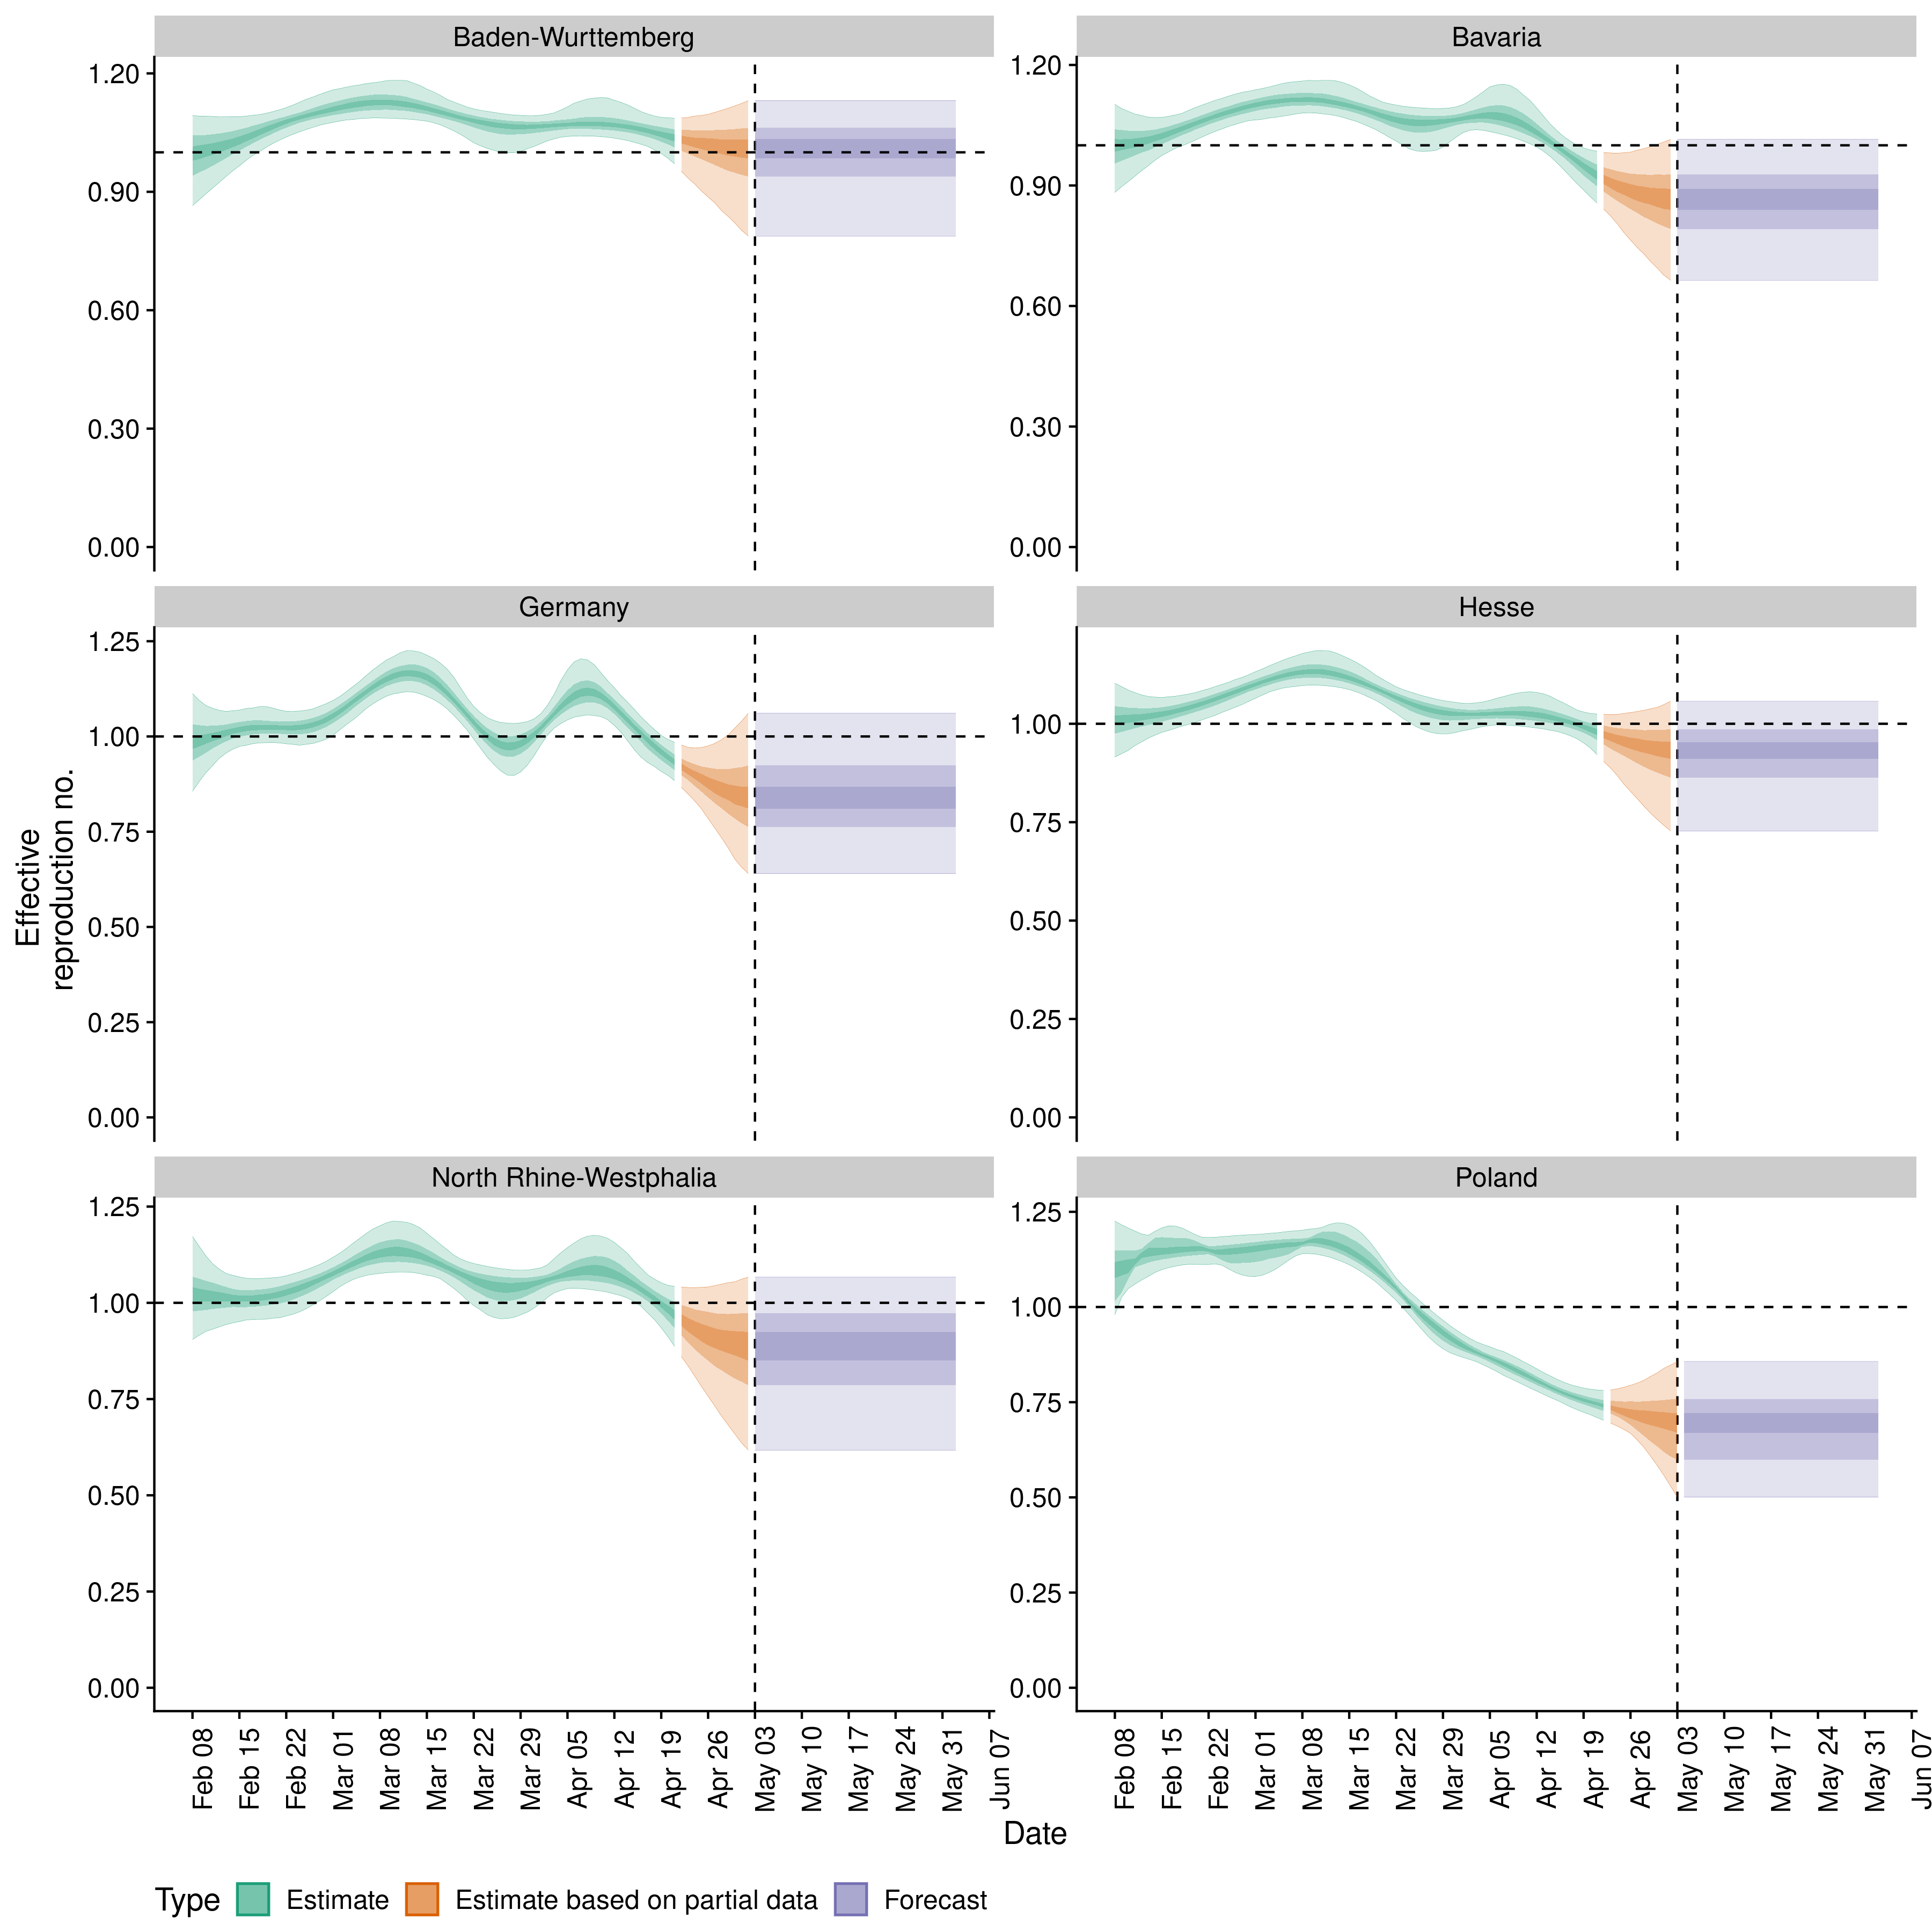 Baden-Wurttemberg
Bavaria
1.20
0.90
0.60
0.30
0.00
1.20
0.90
0.60
0.30
0.00
Germany
Hesse
1.25
1.00
0.75
0.50
0.25
0.00
1.00
0.75
0.50
0.25
0.00
Effective
reproduction no.
North Rhine-Westphalia
Poland
1.25
1.00
0.75
0.50
0.25
0.00
1.25
1.00
0.75
0.50
0.25
0.00
Feb 08
Feb 15
Feb 22
Mar 01
Mar 08
Mar 15
Mar 22
Mar 29
Apr 05
Apr 12
Apr 19
Apr 26
May 03
May 10
May 17
May 24
May 31
Jun 07
Feb 08
Feb 15
Feb 22
Mar 01
Mar 08
Mar 15
Mar 22
Mar 29
Apr 05
Apr 12
Apr 19
Apr 26
May 03
May 10
May 17
May 24
May 31
Jun 07
Date
Type Estimate Estimate based on partial data Forecast